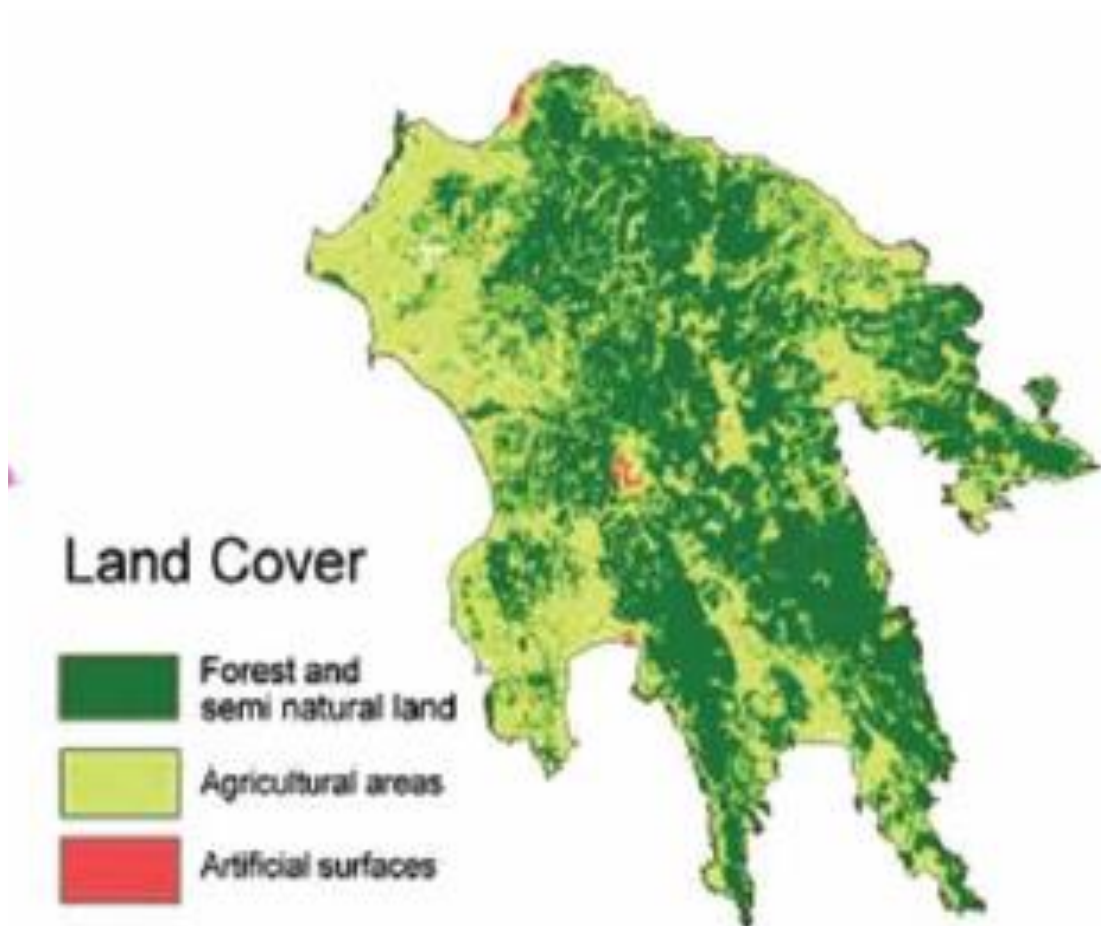 Land Cover
Forest and
semi natural land
Agricultural areas
Artificial surfaces